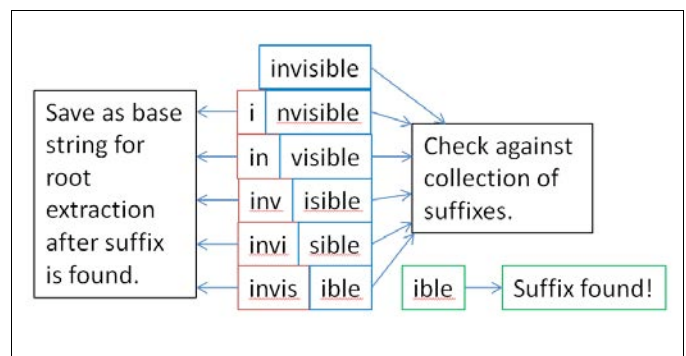 invisible
Save as base
string for
root
extraction
after suffix
is found.
i nvisible
in visible
inv isible
invi sible
invis ible
Check against
collection of
suffixes.
ible Suffix found!